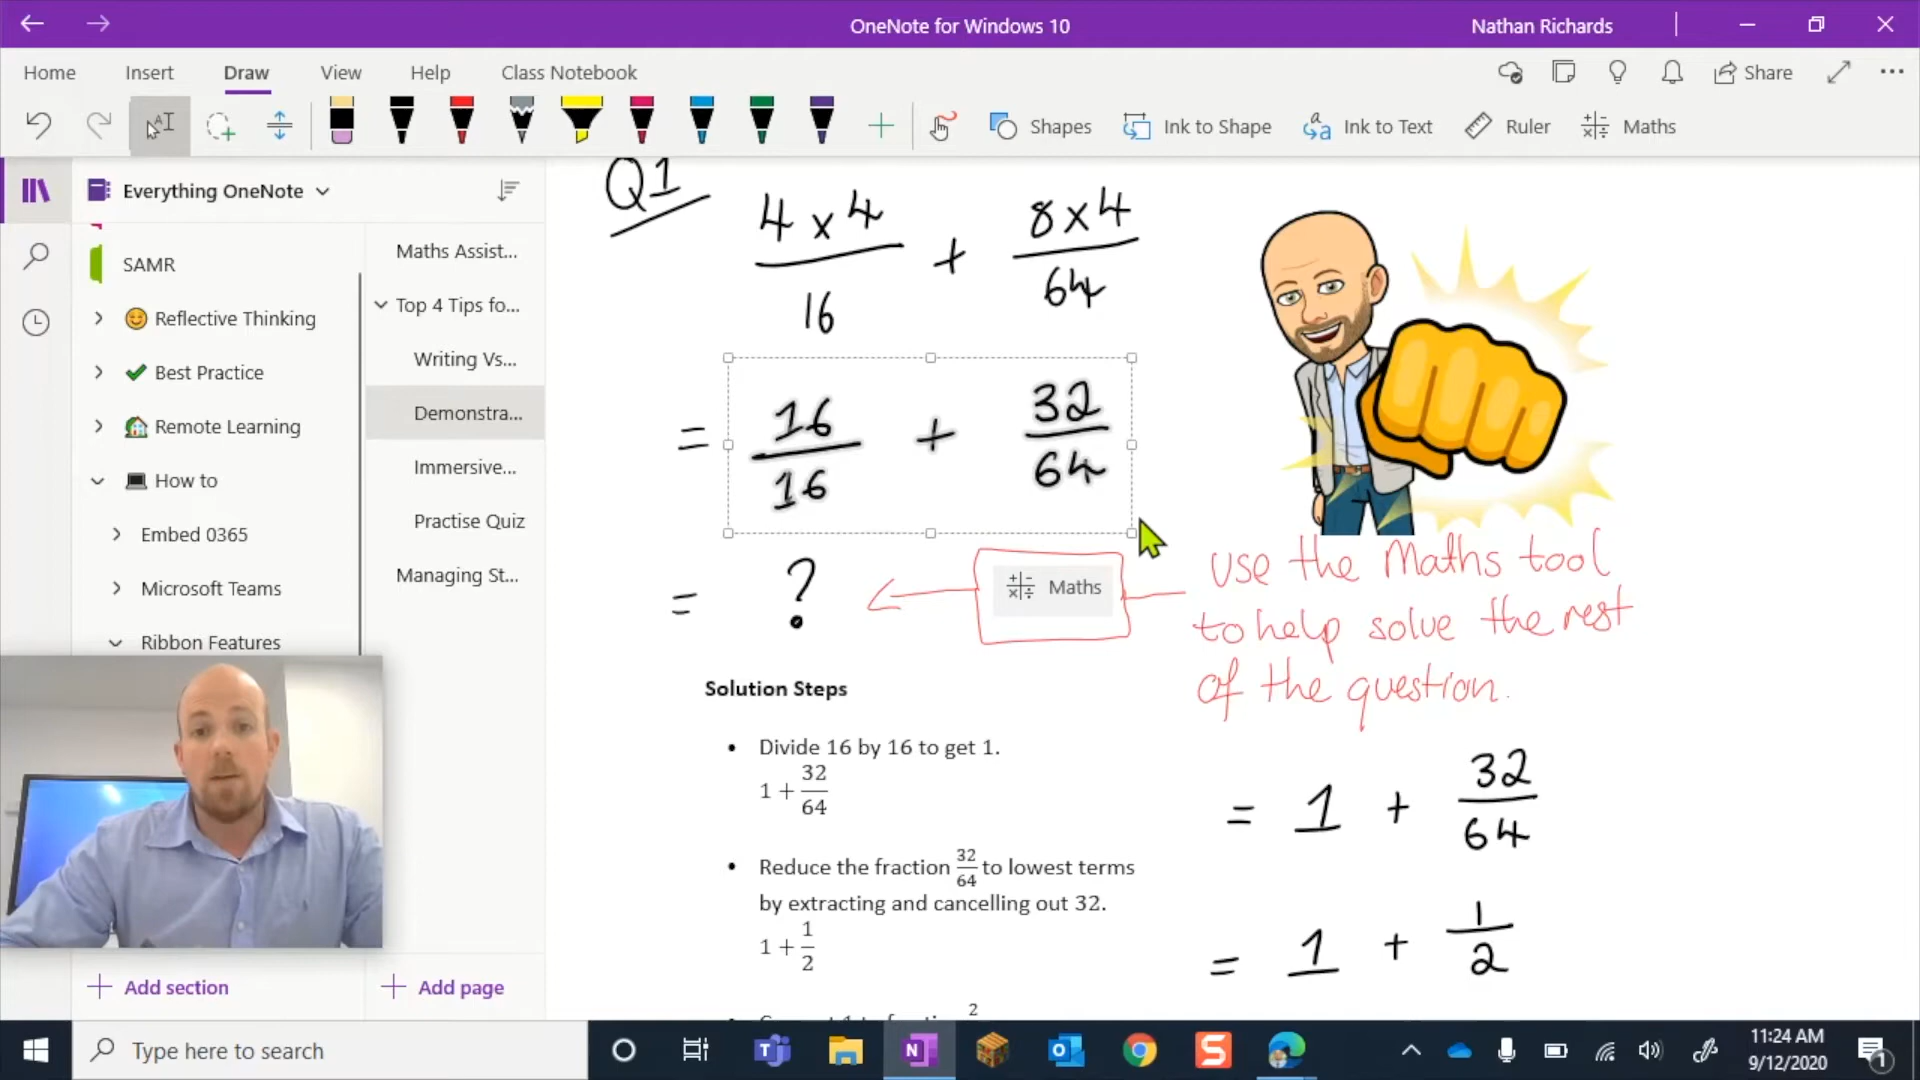 OneNote for Windows 10
Nathan Richards
Home Insert Draw View Help Class Notebook
Share
Shapes Ink to Shape Ink to Text Ruler Maths
Everything OneNote
SAMR
Reflective Thinking
Best Practice
Remote Learning
How to
Embed O365
Microsoft Teams
Ribbon Features
Add section
Maths Assist...
Top 4 Tips fo...
Writing Vs...
Demonstra...
Immersive...
Practise Quiz
Managing St...
Add page
Q1
4 x 4 / 16 + 8 x 4 / 64
= 16/16 + 32/64
= ?
Maths
use the Maths tool
to help solve the rest
of the question.
Solution Steps
• Divide 16 by 16 to get 1.
1 + 32/64
• Reduce the fraction 32/64 to lowest terms
by extracting and cancelling out 32.
1 + 1/2
2
= 1 + 32/64
= 1 + 1/2
Type here to search
11:24 AM
9/12/2020
1